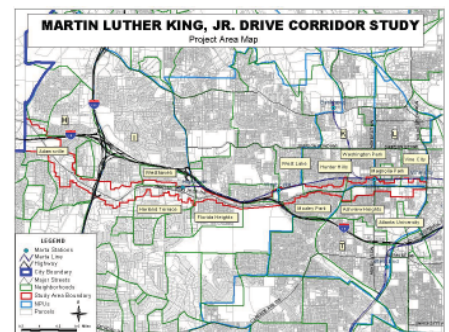 MARTIN LUTHER KING, JR. DRIVE CORRIDOR STUDY
Project Area Map
H
I
K
L
Adamsville
Westhaven
West Lake
Washington Park
Hunter Hills
Vine City
Magnolia Park
Florida Heights
Mozley Park
Ashview Heights
Atlanta University
T
LEGEND
Marta Stations
Marta Line
Highway
City Boundary
Major Streets
Neighborhoods
Study Area Boundary
NPUs
Parcels